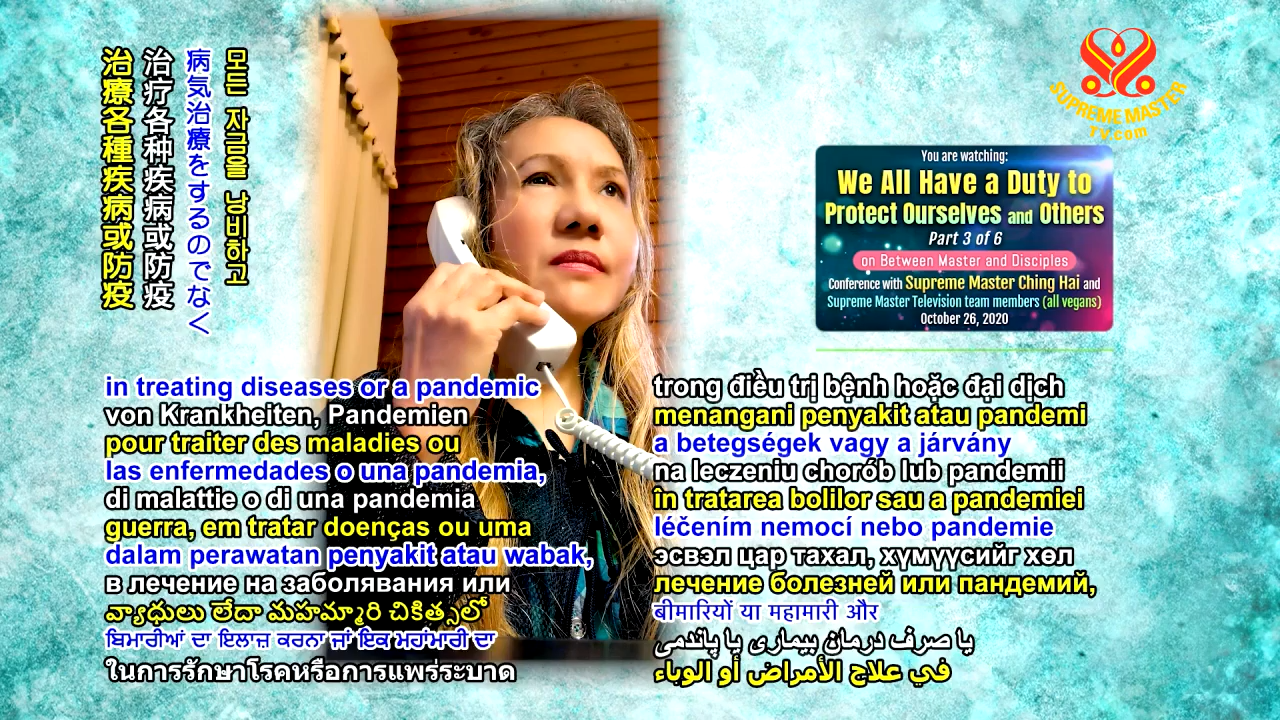 모든 자금을 낭비하고
病気治療をするのでなく
治疗各种疾病或防疫
治療各種疾病或防疫
SUPREME MASTER
TV.com
You are watching:
We All Have a Duty to
Protect Ourselves and Others
Part 3 of 6
on Between Master and Disciples
Conference with Supreme Master Ching Hai and
Supreme Master Television team members (all vegans)
October 26, 2020
in treating diseases or a pandemic
von Krankheiten, Pandemien
pour traiter des maladies ou
las enfermedades o una pandemia,
di malattie o di una pandemia
guerra, em tratar doenças ou uma
dalam perawatan penyakit atau wabak,
в лечение на заболявания или
వ్యాధులు లేదా మహమ్మారి చికిత్సలో
ਬਿਮਾਰੀਆਂ ਦਾ ਇਲਾਜ਼ ਕਰਨਾ ਜਾਂ ਇਕ ਮਹਾਂਮਾਰੀ ਦਾ
ในการรักษาโรคหรือการแพร่ระบาด
trong điều trị bệnh hoặc đại dịch
menangani penyakit atau pandemi
a betegségek vagy a járvány
na leczeniu chorób lub pandemii
în tratarea bolilor sau a pandemiei
léčením nemocí nebo pandemie
эсвэл цар тахал, хүмүүсийг хөл
лечение болезней или пандемий,
बीमारियों या महामारी और
یا صرف درمان بیماری یا پاندمی
في علاج الأمراض أو الوباء